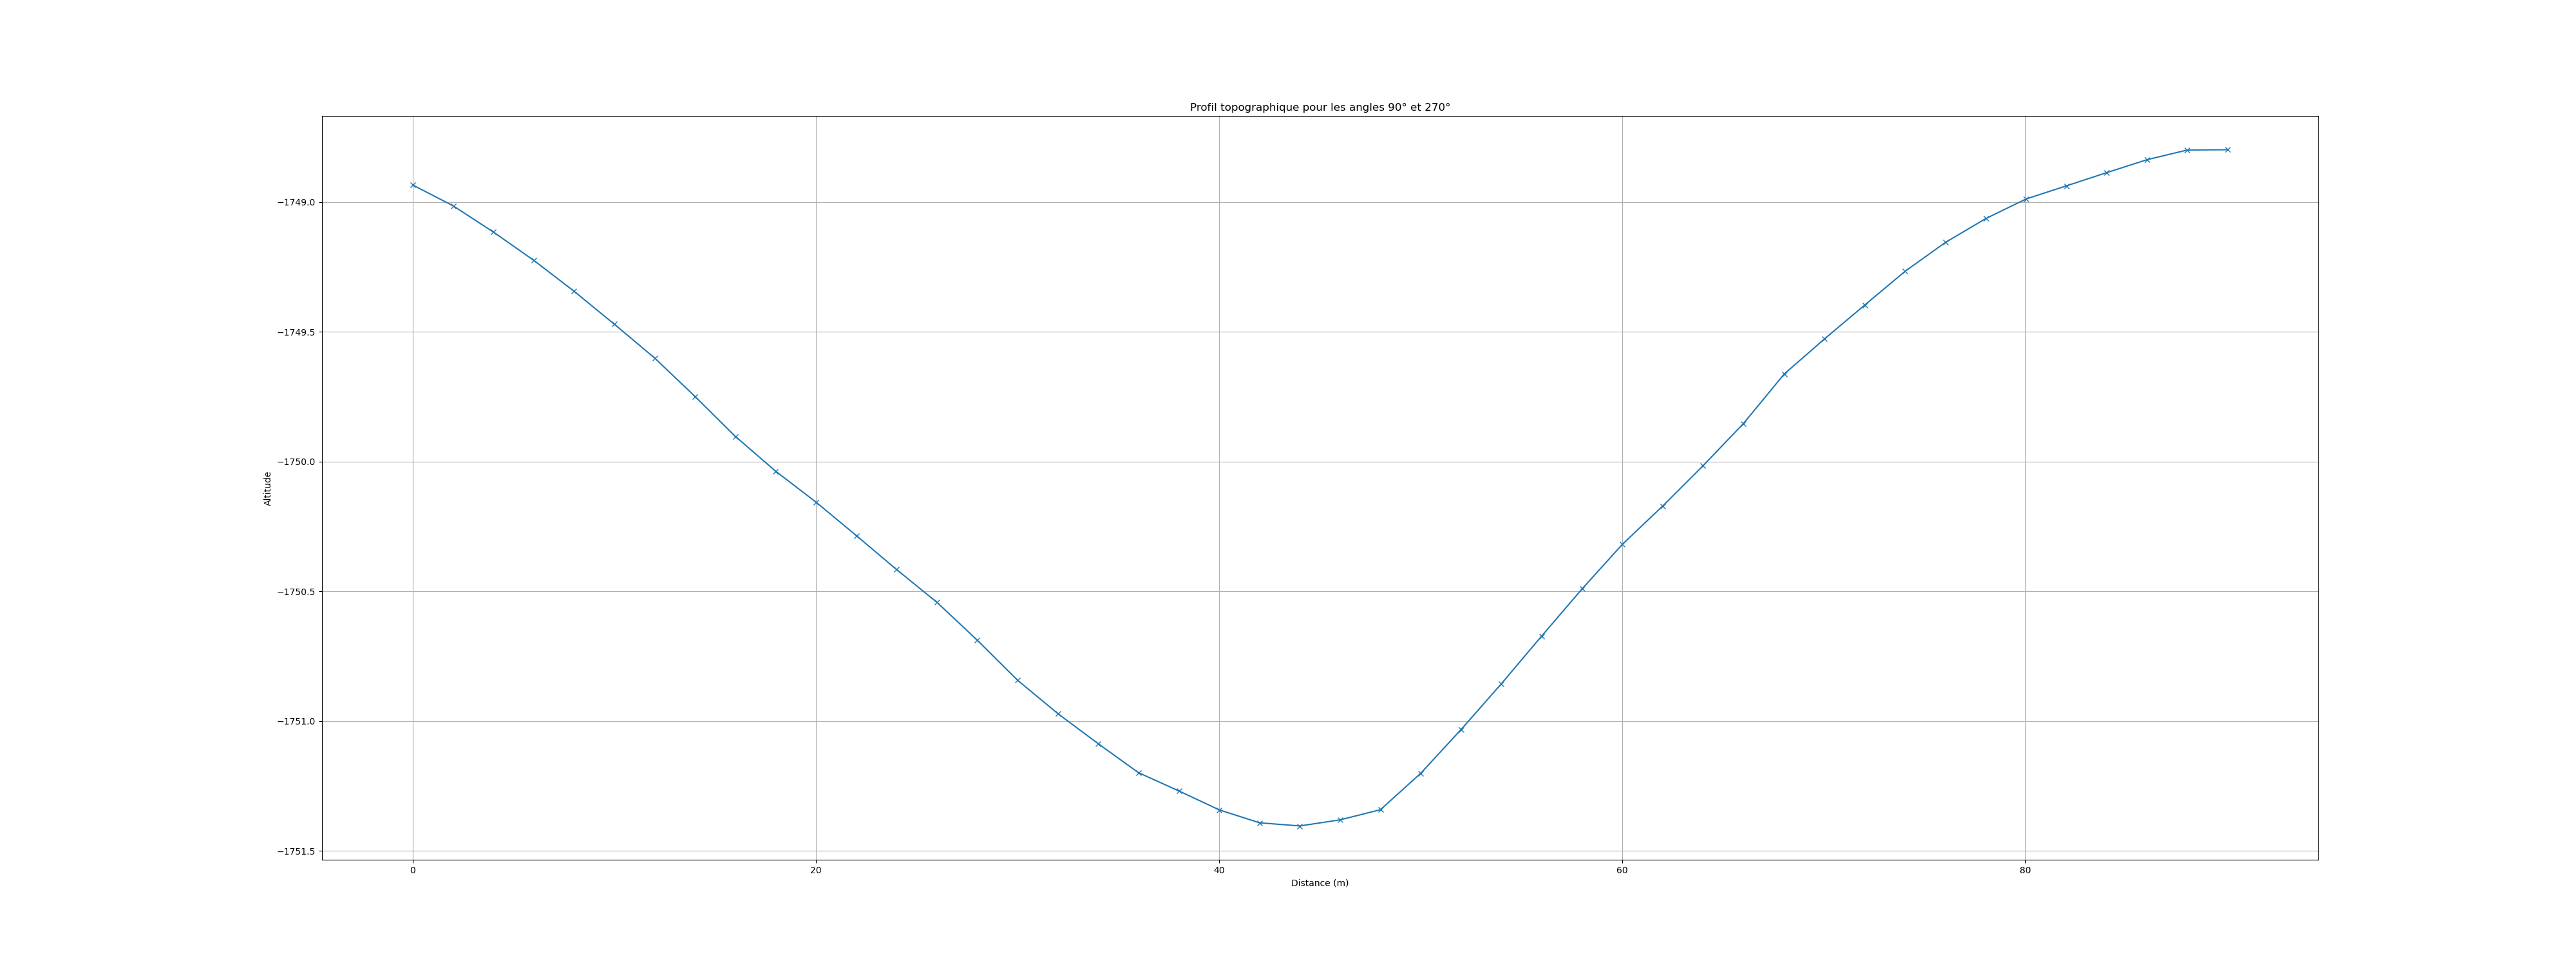 Profil topographique pour les angles 90° et 270°
−1749.0
−1749.5
−1750.0
Altitude
−1750.5
−1751.0
−1751.5
0 20 40 60 80
Distance (m)